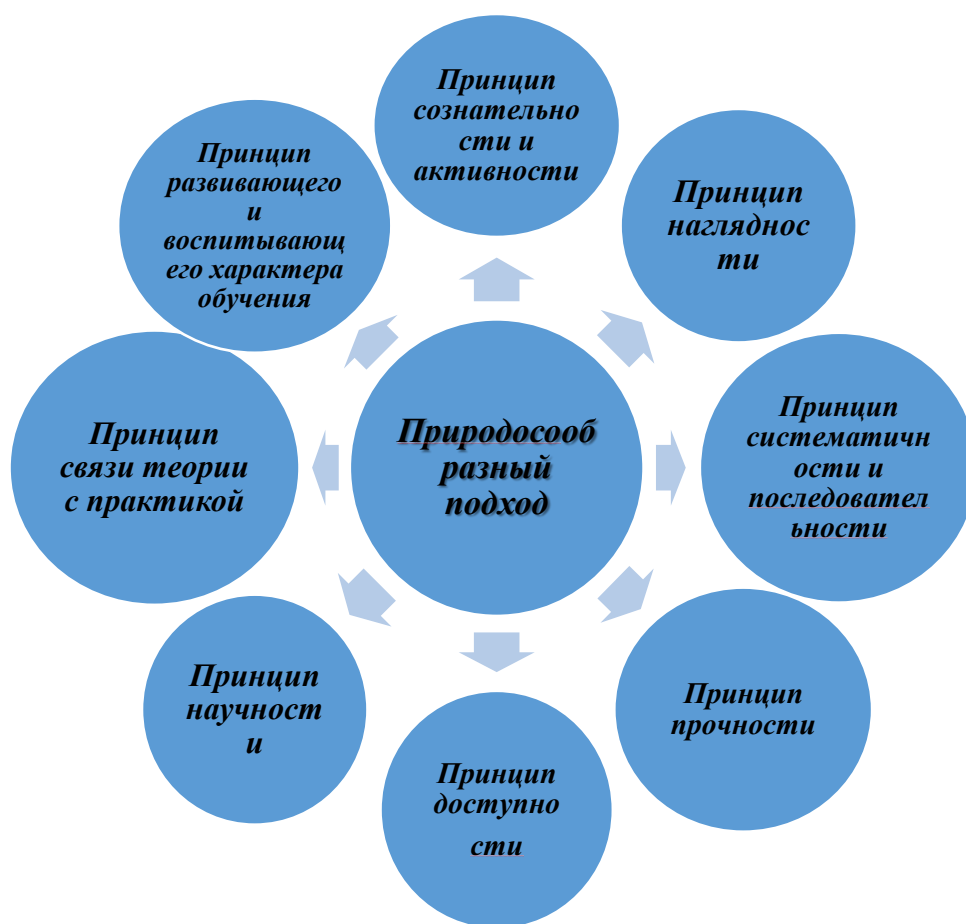 Принцип
сознательно
сти и
активности
Принцип
нагляднос
ти
Принцип
систематичн
ости и
последовател
ьности
Принцип
прочности
Принцип
доступно
сти
Принцип
научност
и
Принцип
связи теории
с практикой
Принцип
развивающего
и
воспитывающ
его характера
обучения
Природосооб
разный
подход